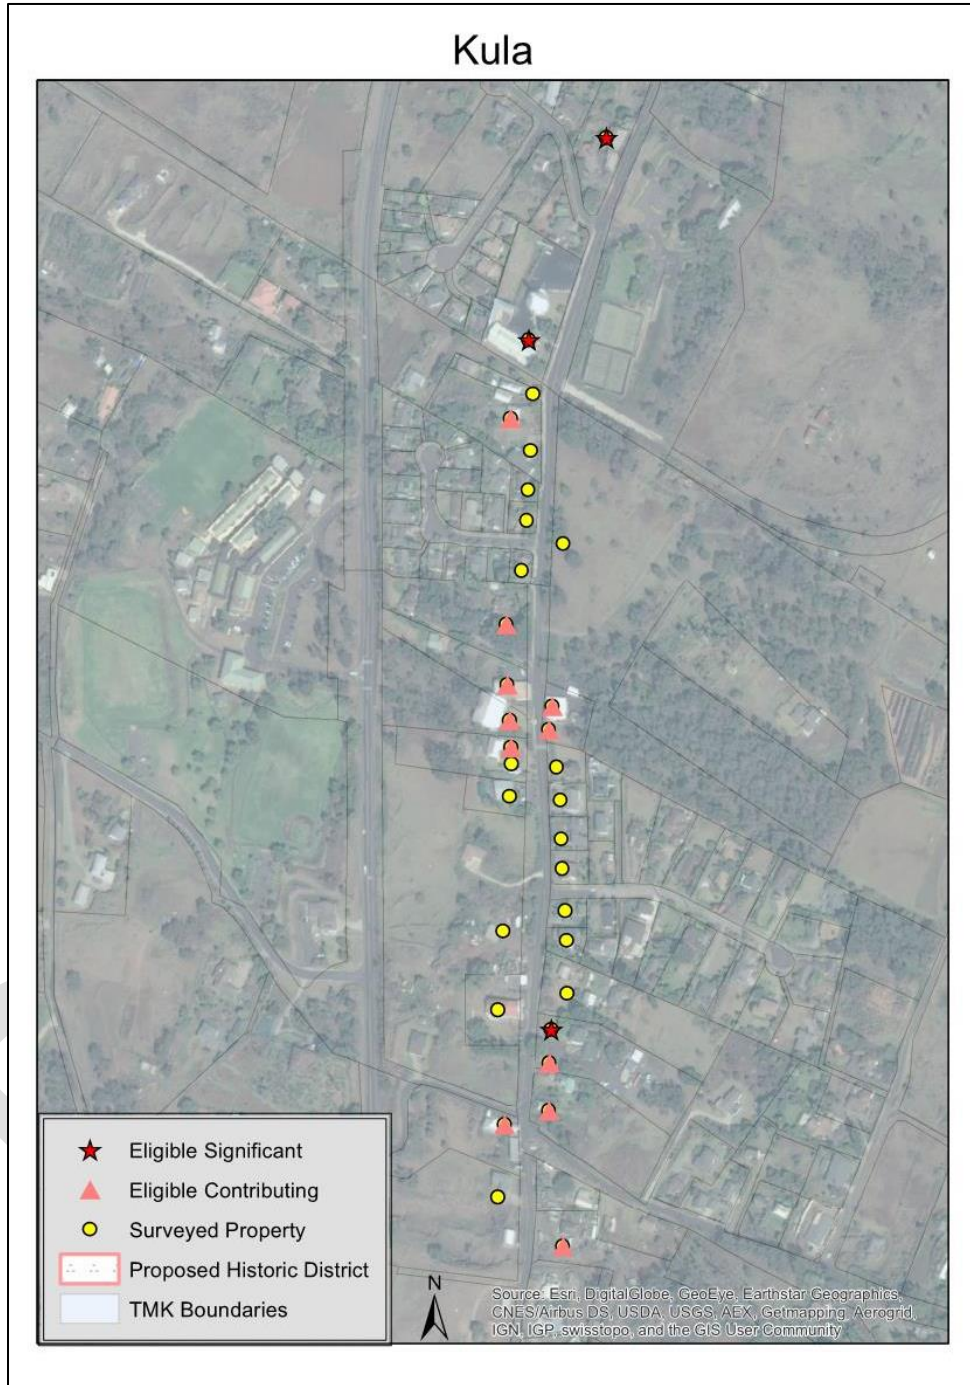 Kula
Eligible Significant
Eligible Contributing
Surveyed Property
Proposed Historic District
TMK Boundaries
N
Source: Esri, DigitalGlobe, GeoEye, Earthstar Geographics,
CNES/Airbus DS, USDA, USGS, AEX, Getmapping, Aerogrid,
IGN, IGP, swisstopo, and the GIS User Community